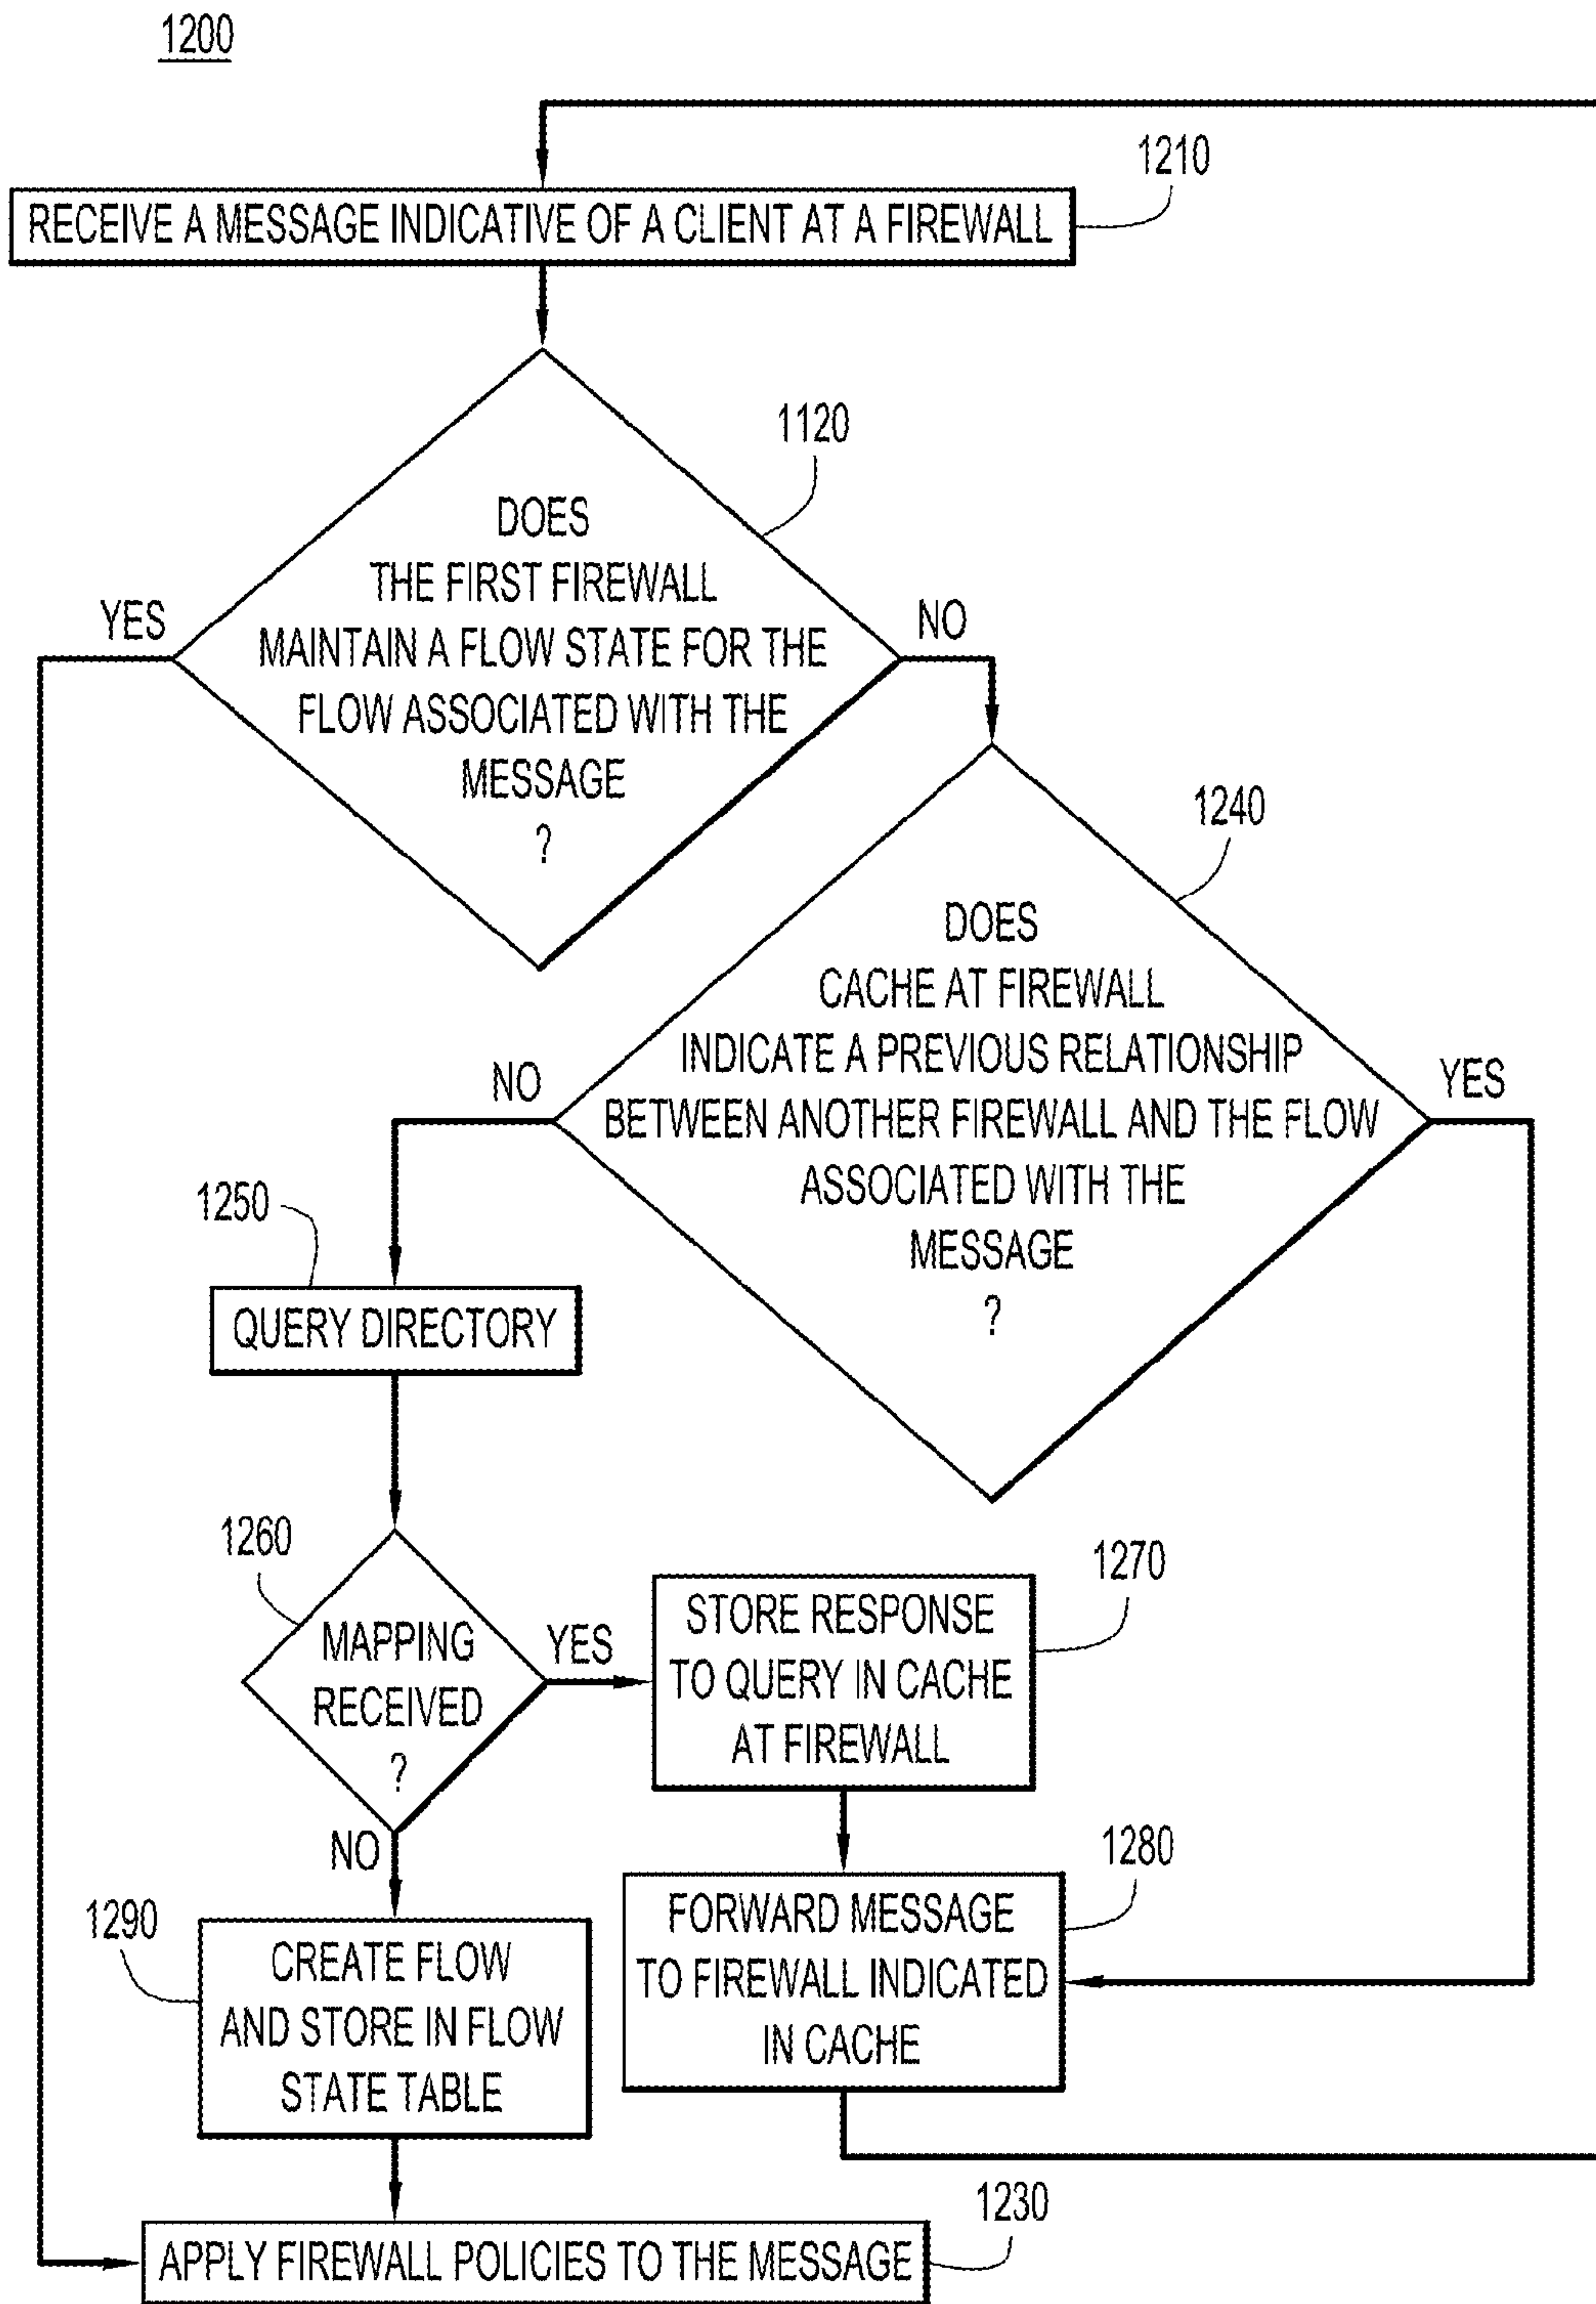 1200
1210
RECEIVE A MESSAGE INDICATIVE OF A CLIENT AT A FIREWALL
1120
DOES
THE FIRST FIREWALL
MAINTAIN A FLOW STATE FOR THE
FLOW ASSOCIATED WITH THE
MESSAGE
?
YES
NO
1240
DOES
CACHE AT FIREWALL
INDICATE A PREVIOUS RELATIONSHIP
BETWEEN ANOTHER FIREWALL AND THE FLOW
ASSOCIATED WITH THE
MESSAGE
?
NO
YES
1250
QUERY DIRECTORY
1260
MAPPING
RECEIVED
?
YES
NO
1270
STORE RESPONSE
TO QUERY IN CACHE
AT FIREWALL
1280
FORWARD MESSAGE
TO FIREWALL INDICATED
IN CACHE
1290
CREATE FLOW
AND STORE IN FLOW
STATE TABLE
1230
APPLY FIREWALL POLICIES TO THE MESSAGE